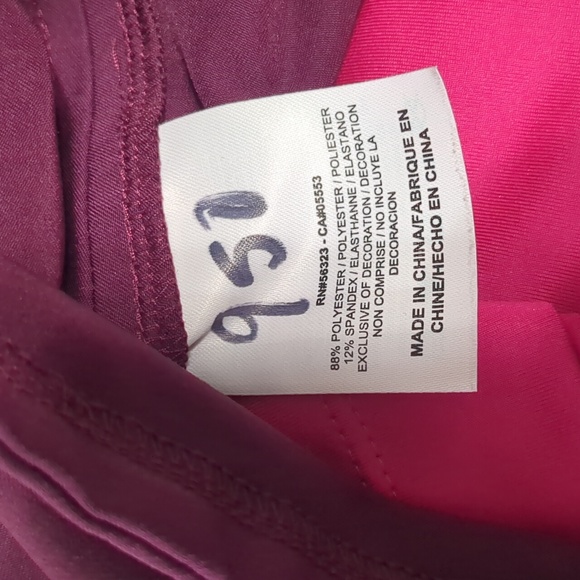 951
RN#56323 - CA#05553
88% POLYESTER / POLYESTER / POLIESTER
12% SPANDEX / ELASTHANNE / ELASTANO
EXCLUSIVE OF DECORATION / DECORATION
NON COMPRISE / NO INCLUYE LA
DECORACION
MADE IN CHINA/FABRIQUE EN
CHINE/HECHO EN CHINA